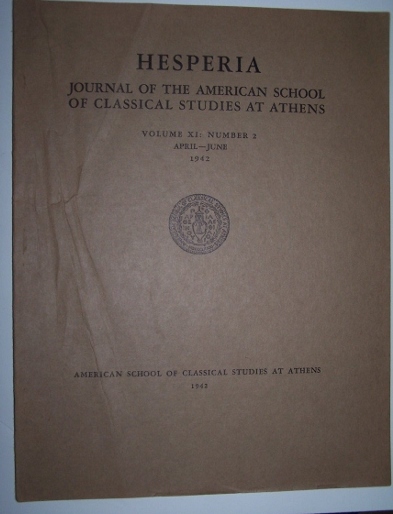 HESPERIA
JOURNAL OF THE AMERICAN SCHOOL
OF CLASSICAL STUDIES AT ATHENS
VOLUME XI: NUMBER 2
APRIL—JUNE
1942
AMERICAN SCHOOL OF CLASSICAL STUDIES AT ATHENS
1942